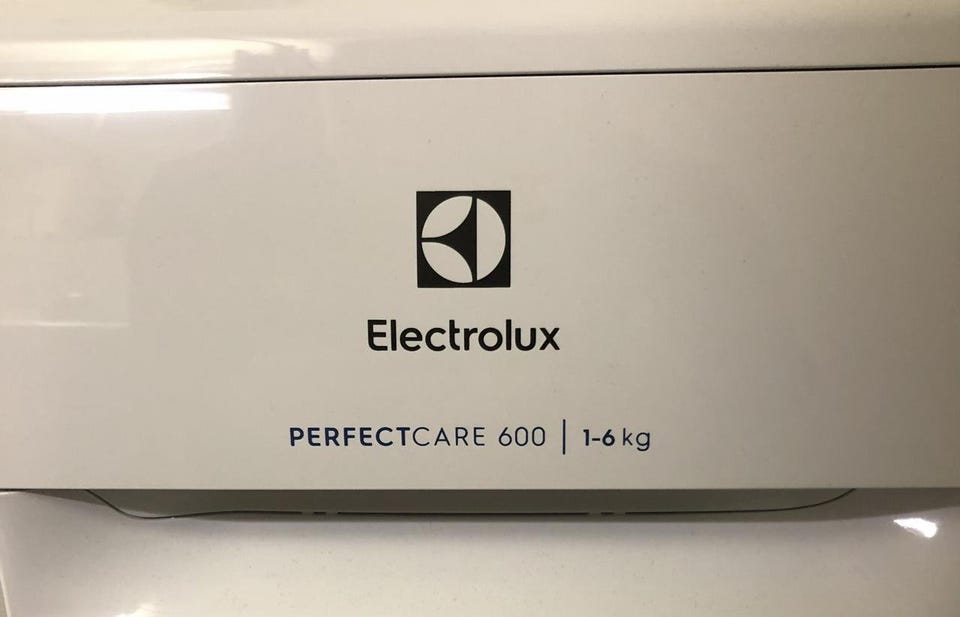 Electrolux
PERFECTCARE 600 | 1-6 kg